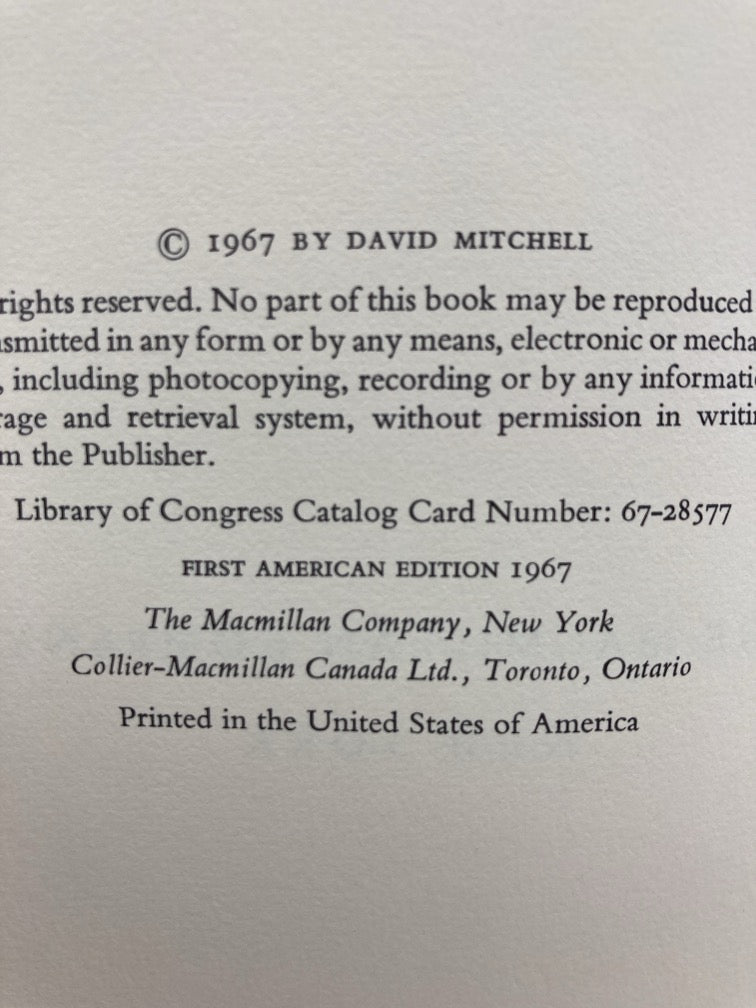 © 1967 BY DAVID MITCHELL
rights reserved. No part of this book may be reproduced
smitted in any form or by any means, electronic or mecha
, including photocopying, recording or by any informati
rage and retrieval system, without permission in writi
m the Publisher.
Library of Congress Catalog Card Number: 67-28577
FIRST AMERICAN EDITION 1967
The Macmillan Company, New York
Collier-Macmillan Canada Ltd., Toronto, Ontario
Printed in the United States of America